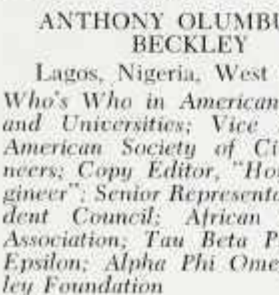 ANTHONY OLUMBU
BECKLEY
Lagos, Nigeria, West
Who's Who in American
and Universities; Vice
American Society of Ci
neers; Copy Editor, "Ho
gineer"; Senior Representa
dent Council; African
Association; Tau Beta P
Epsilon; Alpha Phi Ome
ley Foundation